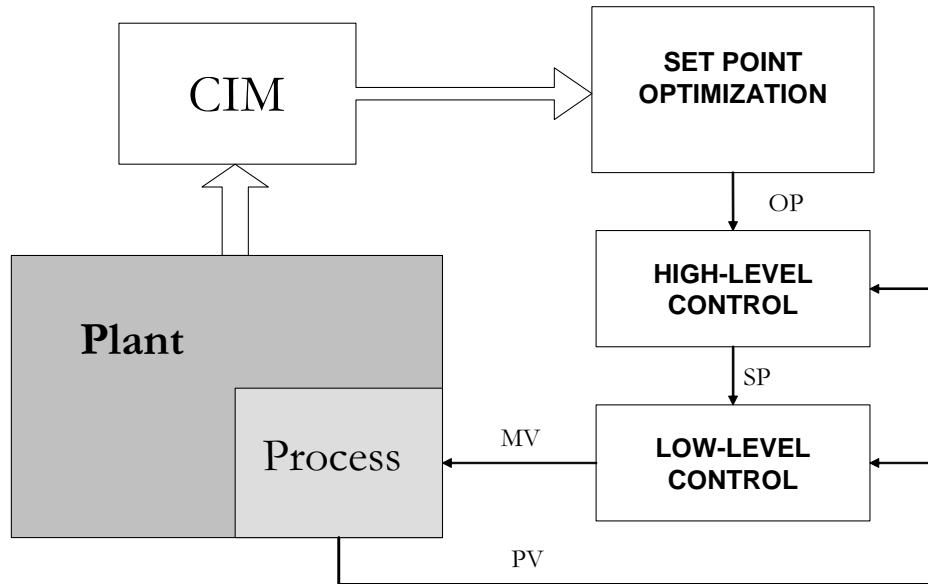 CIM
SET POINT
OPTIMIZATION
OP
HIGH-LEVEL
CONTROL
Plant
SP
Process
MV
LOW-LEVEL
CONTROL
PV